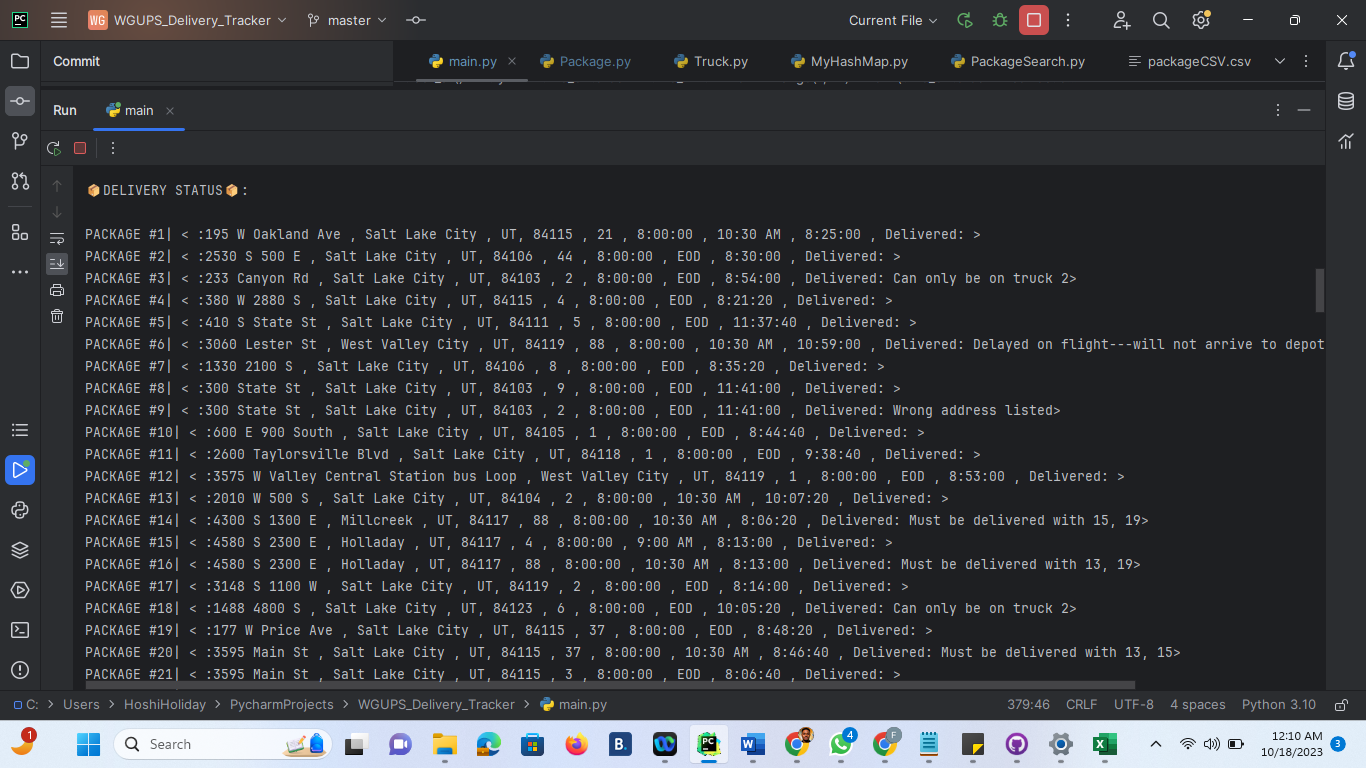 WG WGUPS_Delivery_Tracker master Current File
Commit main.py Package.py Truck.py MyHashMap.py PackageSearch.py packageCSV.csv
Run main
📦DELIVERY STATUS📦:
PACKAGE #1| < :195 W Oakland Ave , Salt Lake City , UT, 84115 , 21 , 8:00:00 , 10:30 AM , 8:25:00 , Delivered: >
PACKAGE #2| < :2530 S 500 E , Salt Lake City , UT, 84106 , 44 , 8:00:00 , EOD , 8:30:00 , Delivered: >
PACKAGE #3| < :233 Canyon Rd , Salt Lake City , UT, 84103 , 2 , 8:00:00 , EOD , 8:54:00 , Delivered: Can only be on truck 2>
PACKAGE #4| < :380 W 2880 S , Salt Lake City , UT, 84115 , 4 , 8:00:00 , EOD , 8:21:20 , Delivered: >
PACKAGE #5| < :410 S State St , Salt Lake City , UT, 84111 , 5 , 8:00:00 , EOD , 11:37:40 , Delivered: >
PACKAGE #6| < :3060 Lester St , West Valley City , UT, 84119 , 88 , 8:00:00 , 10:30 AM , 10:59:00 , Delivered: Delayed on flight---will not arrive to depot
PACKAGE #7| < :1330 2100 S , Salt Lake City , UT, 84106 , 8 , 8:00:00 , EOD , 8:35:20 , Delivered: >
PACKAGE #8| < :300 State St , Salt Lake City , UT, 84103 , 9 , 8:00:00 , EOD , 11:41:00 , Delivered: >
PACKAGE #9| < :300 State St , Salt Lake City , UT, 84103 , 2 , 8:00:00 , EOD , 11:41:00 , Delivered: Wrong address listed>
PACKAGE #10| < :600 E 900 South , Salt Lake City , UT, 84105 , 1 , 8:00:00 , EOD , 8:44:40 , Delivered: >
PACKAGE #11| < :2600 Taylorsville Blvd , Salt Lake City , UT, 84118 , 1 , 8:00:00 , EOD , 9:38:40 , Delivered: >
PACKAGE #12| < :3575 W Valley Central Station bus Loop , West Valley City , UT, 84119 , 1 , 8:00:00 , EOD , 8:53:00 , Delivered: >
PACKAGE #13| < :2010 W 500 S , Salt Lake City , UT, 84104 , 2 , 8:00:00 , 10:30 AM , 10:07:20 , Delivered: >
PACKAGE #14| < :4300 S 1300 E , Millcreek , UT, 84117 , 88 , 8:00:00 , 10:30 AM , 8:06:20 , Delivered: Must be delivered with 15, 19>
PACKAGE #15| < :4580 S 2300 E , Holladay , UT, 84117 , 4 , 8:00:00 , 9:00 AM , 8:13:00 , Delivered: >
PACKAGE #16| < :4580 S 2300 E , Holladay , UT, 84117 , 88 , 8:00:00 , 10:30 AM , 8:13:00 , Delivered: Must be delivered with 13, 19>
PACKAGE #17| < :3148 S 1100 W , Salt Lake City , UT, 84119 , 2 , 8:00:00 , EOD , 8:14:00 , Delivered: >
PACKAGE #18| < :1488 4800 S , Salt Lake City , UT, 84123 , 6 , 8:00:00 , EOD , 10:05:20 , Delivered: Can only be on truck 2>
PACKAGE #19| < :177 W Price Ave , Salt Lake City , UT, 84115 , 37 , 8:00:00 , EOD , 8:48:20 , Delivered: >
PACKAGE #20| < :3595 Main St , Salt Lake City , UT, 84115 , 37 , 8:00:00 , 10:30 AM , 8:46:40 , Delivered: Must be delivered with 13, 15>
PACKAGE #21| < :3595 Main St , Salt Lake City , UT, 84115 , 3 , 8:00:00 , EOD , 8:06:40 , Delivered: >
C: > Users > HoshiHoliday > PycharmProjects > WGUPS_Delivery_Tracker > main.py 379:46 CRLF UTF-8 4 spaces Python 3.10
1 Search B. 4 F 12:10 AM 3
10/18/2023